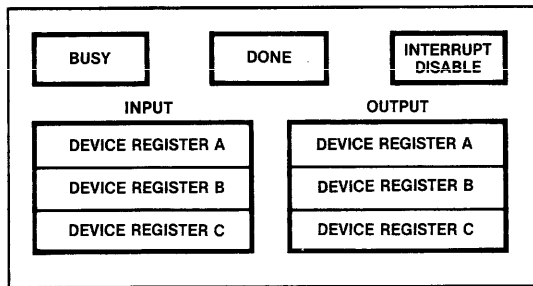 BUSY
DONE
INTERRUPT
DISABLE
INPUT
DEVICE REGISTER A
DEVICE REGISTER B
DEVICE REGISTER C
OUTPUT
DEVICE REGISTER A
DEVICE REGISTER B
DEVICE REGISTER C